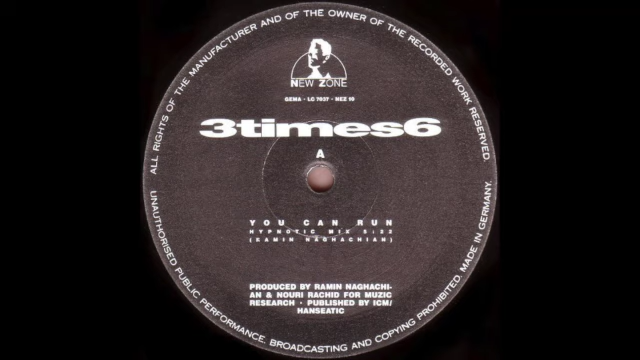 ALL RIGHTS OF THE MANUFACTURER AND OF THE OWNER OF THE RECORDED WORK RESERVED.
NEW ZONE
GEMA · LC 7037 · NEZ 10
3times6
A
YOU CAN RUN
HYPNOTIC MIX 5:22
(RAMIN NAGHACHIAN)
PRODUCED BY RAMIN NAGHACHI-
AN & NOURI RACHID FOR MUZIC
RESEARCH · PUBLISHED BY ICM/
HANSEATIC
UNAUTHORISED PUBLIC PERFORMANCE, BROADCASTING AND COPYING PROHIBITED. MADE IN GERMANY.